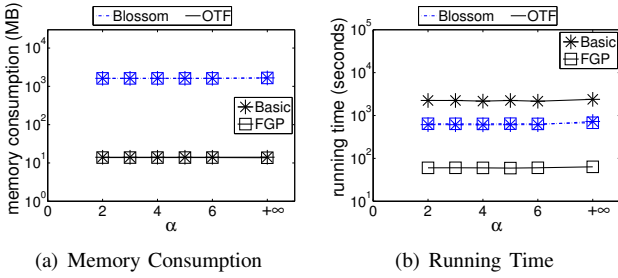 Blossom OTF
memory consumption (MB)
10^4
10^3
10^2
10^1
10^0
Basic
FGP
0 2 4 6 +∞
α
(a) Memory Consumption
Blossom OTF
running time (seconds)
10^5
10^4
10^3
10^2
10^1
Basic
FGP
0 2 4 6 +∞
α
(b) Running Time